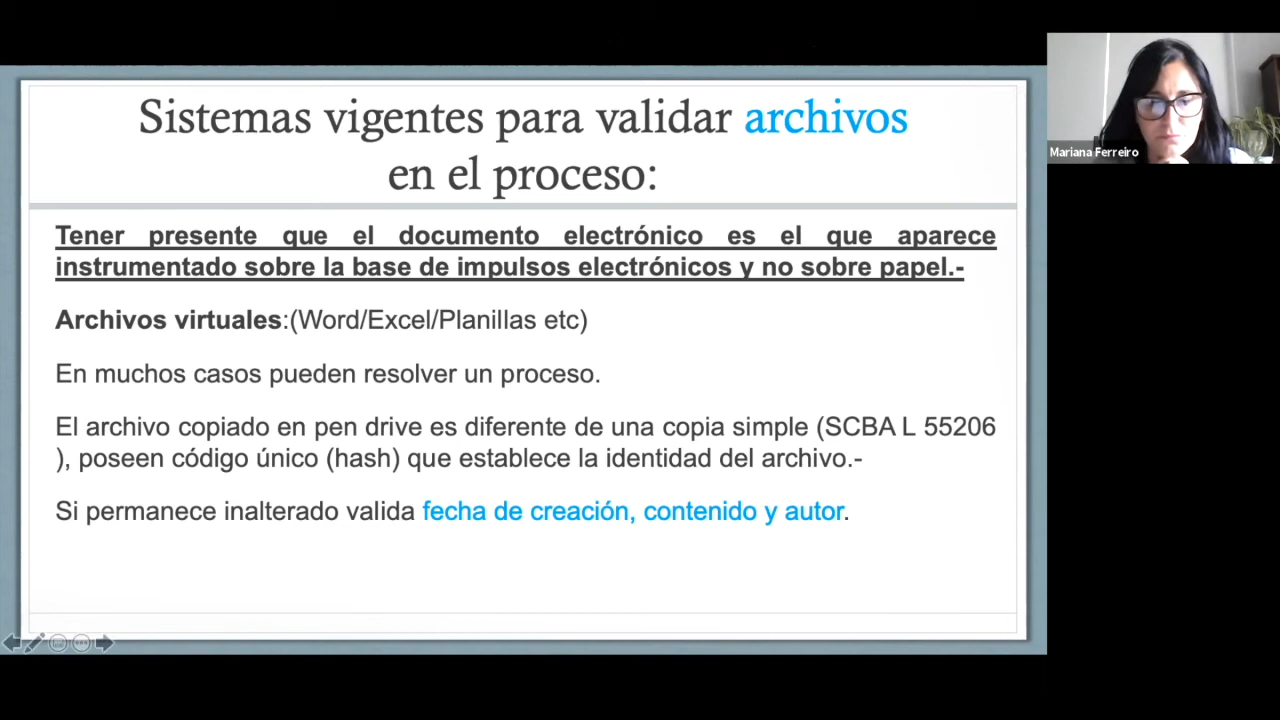 Sistemas vigentes para validar archivos
en el proceso:
Mariana Ferreiro
Tener presente que el documento electrónico es el que aparece
instrumentado sobre la base de impulsos electrónicos y no sobre papel.-
Archivos virtuales:(Word/Excel/Planillas etc)
En muchos casos pueden resolver un proceso.
El archivo copiado en pen drive es diferente de una copia simple (SCBA L 55206
), poseen código único (hash) que establece la identidad del archivo.-
Si permanece inalterado valida fecha de creación, contenido y autor.